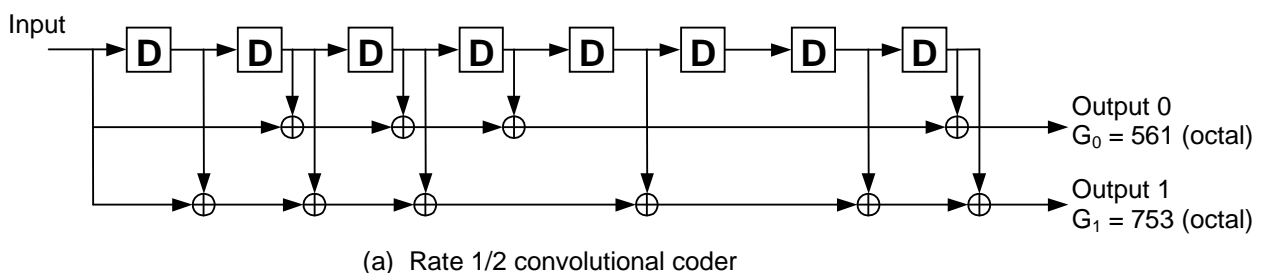 Input
D D D D D D D D
Output 0
G₀ = 561 (octal)
Output 1
G₁ = 753 (octal)
(a) Rate 1/2 convolutional coder